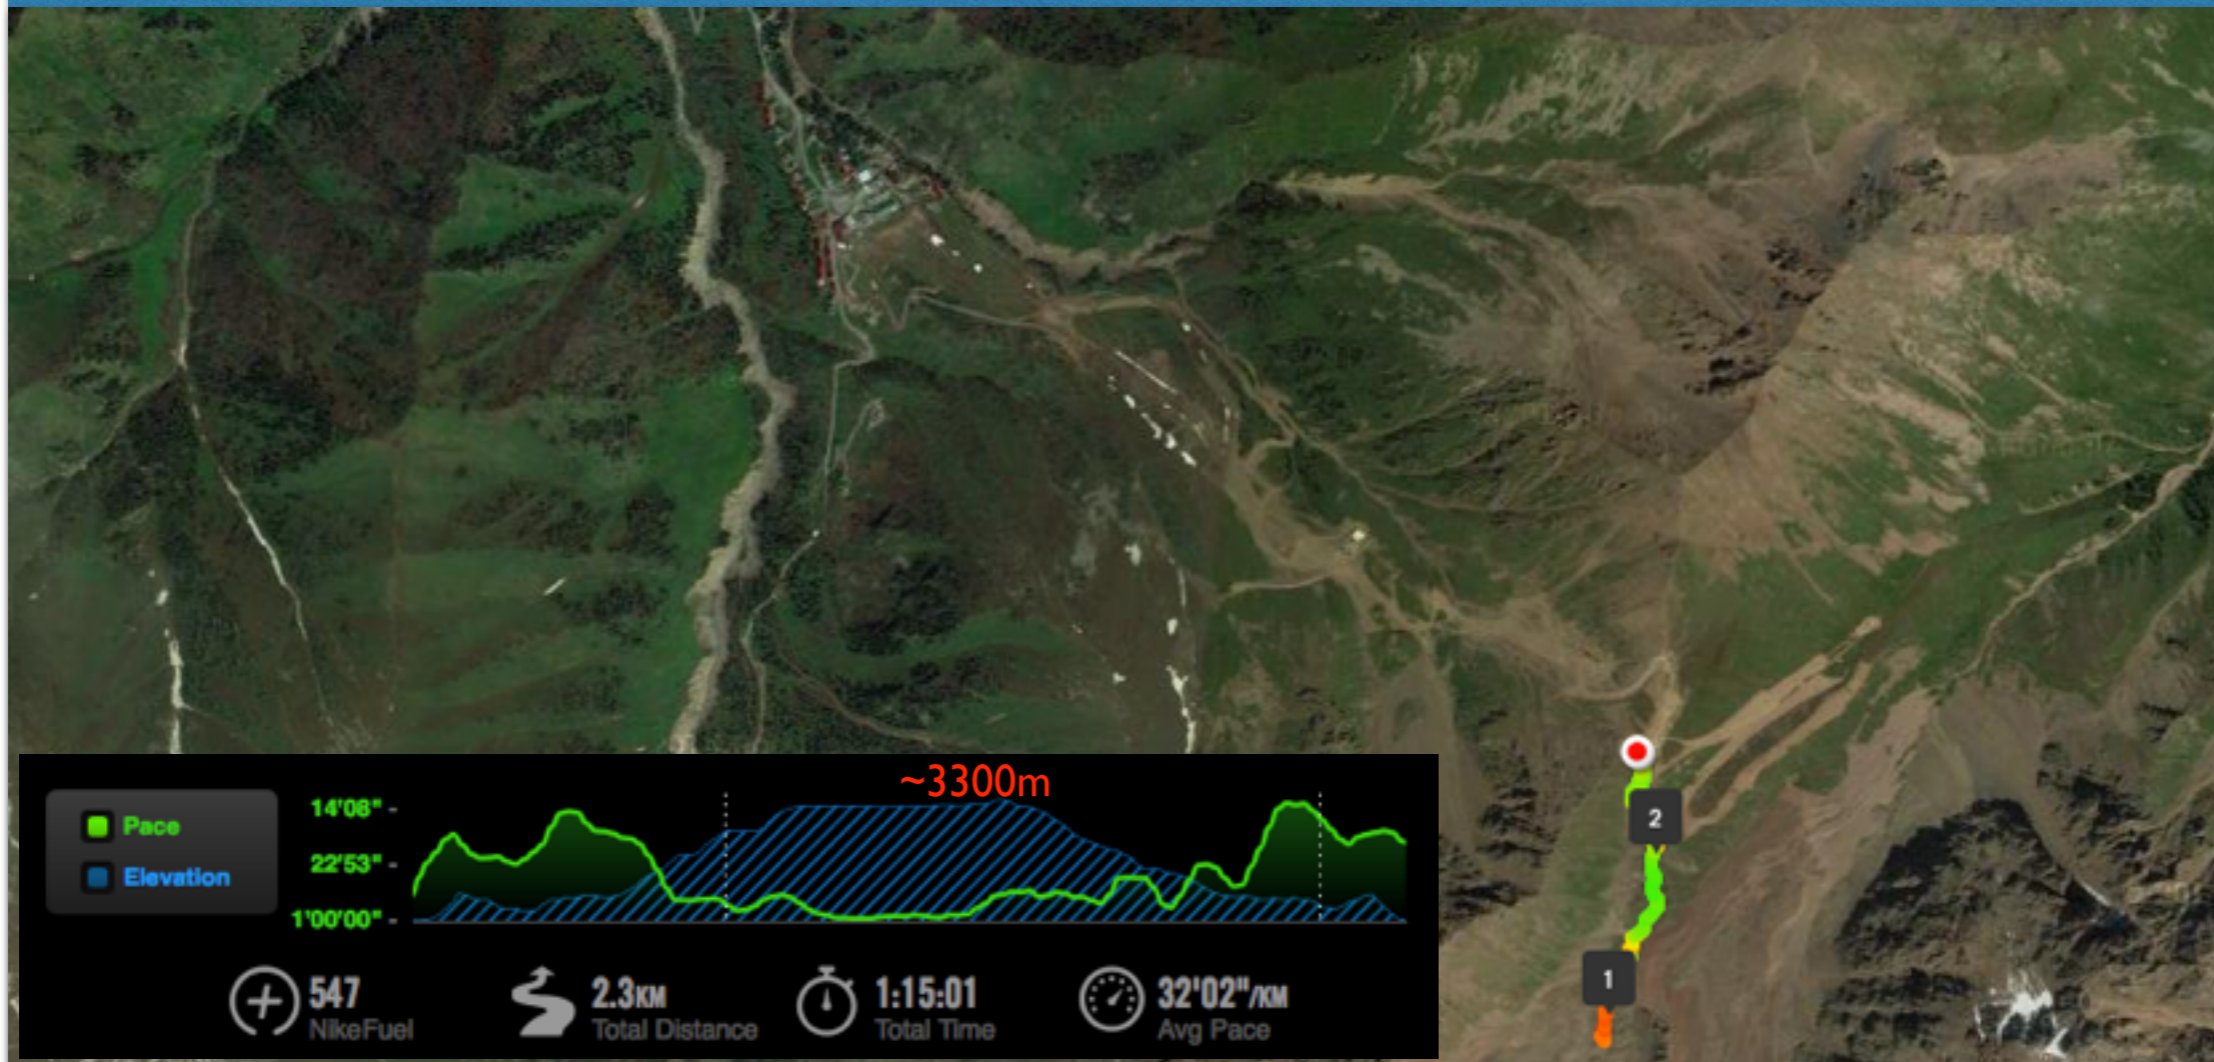 ~3300m
Pace
Elevation
14'08"
22'53"
1'00'00"
547
NikeFuel
2.3KM
Total Distance
1:15:01
Total Time
32'02"/KM
Avg Pace
2
1